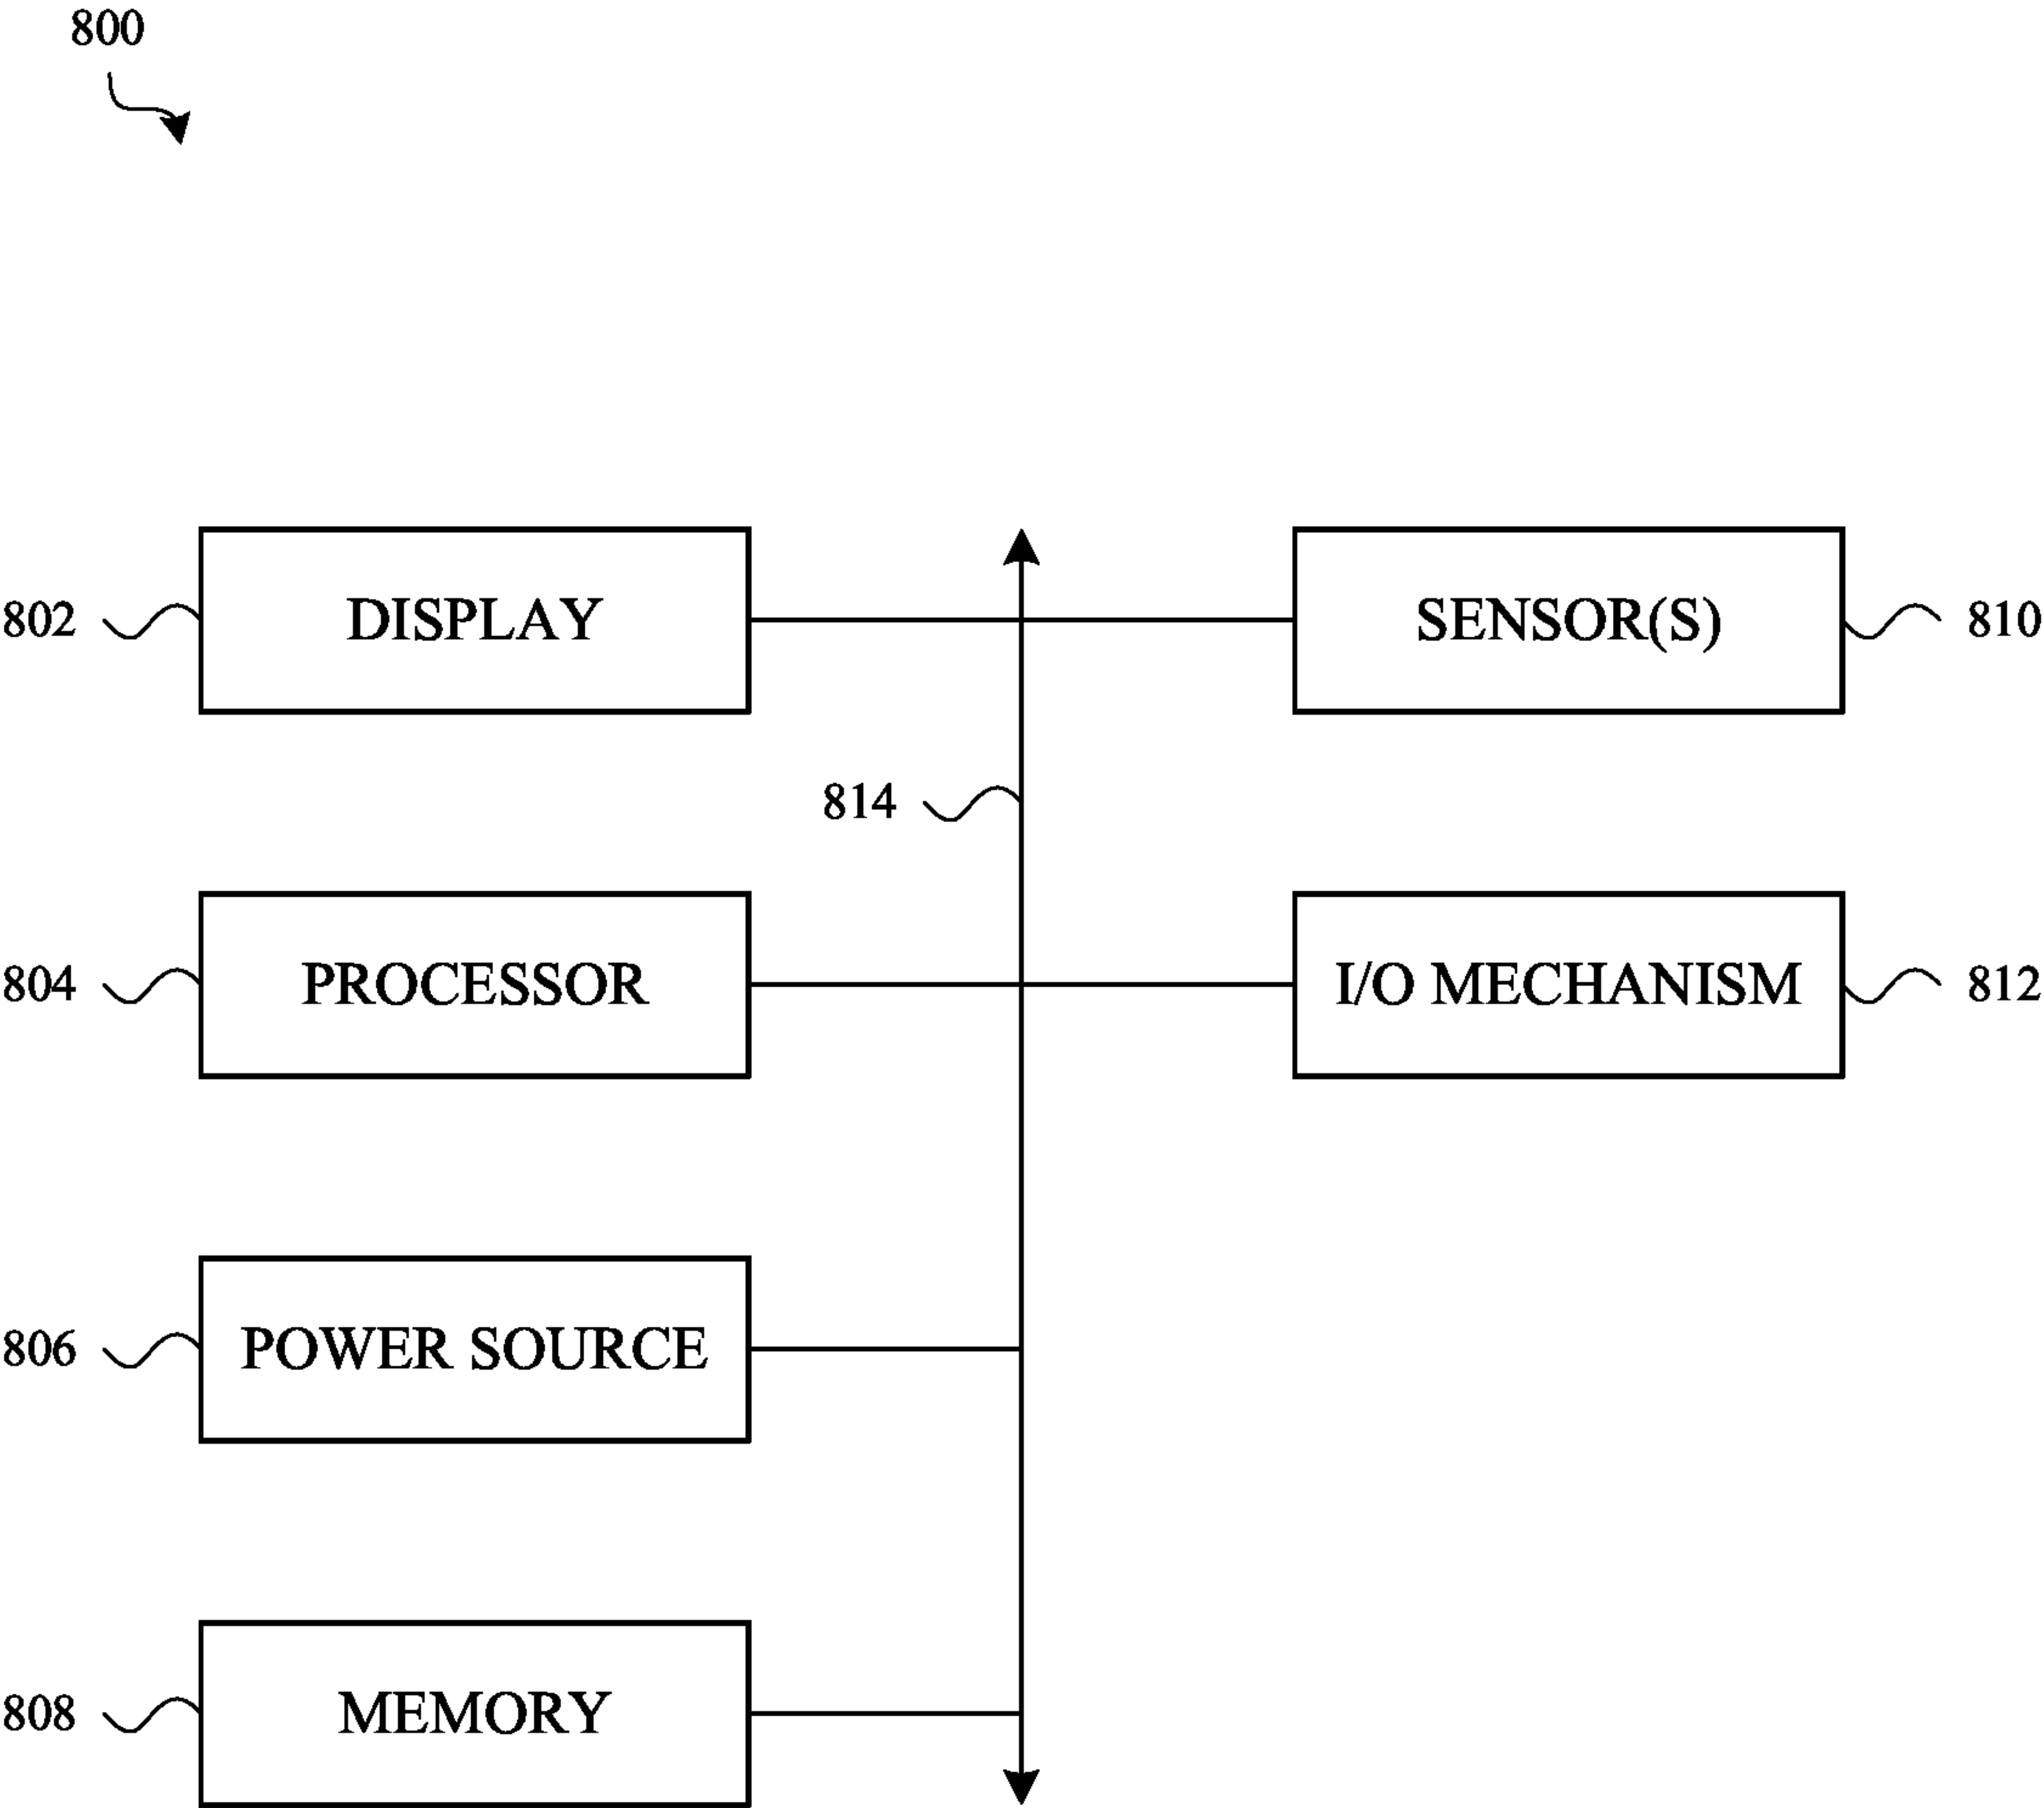 800
802 DISPLAY SENSOR(S) 810
814
804 PROCESSOR I/O MECHANISM 812
806 POWER SOURCE
808 MEMORY